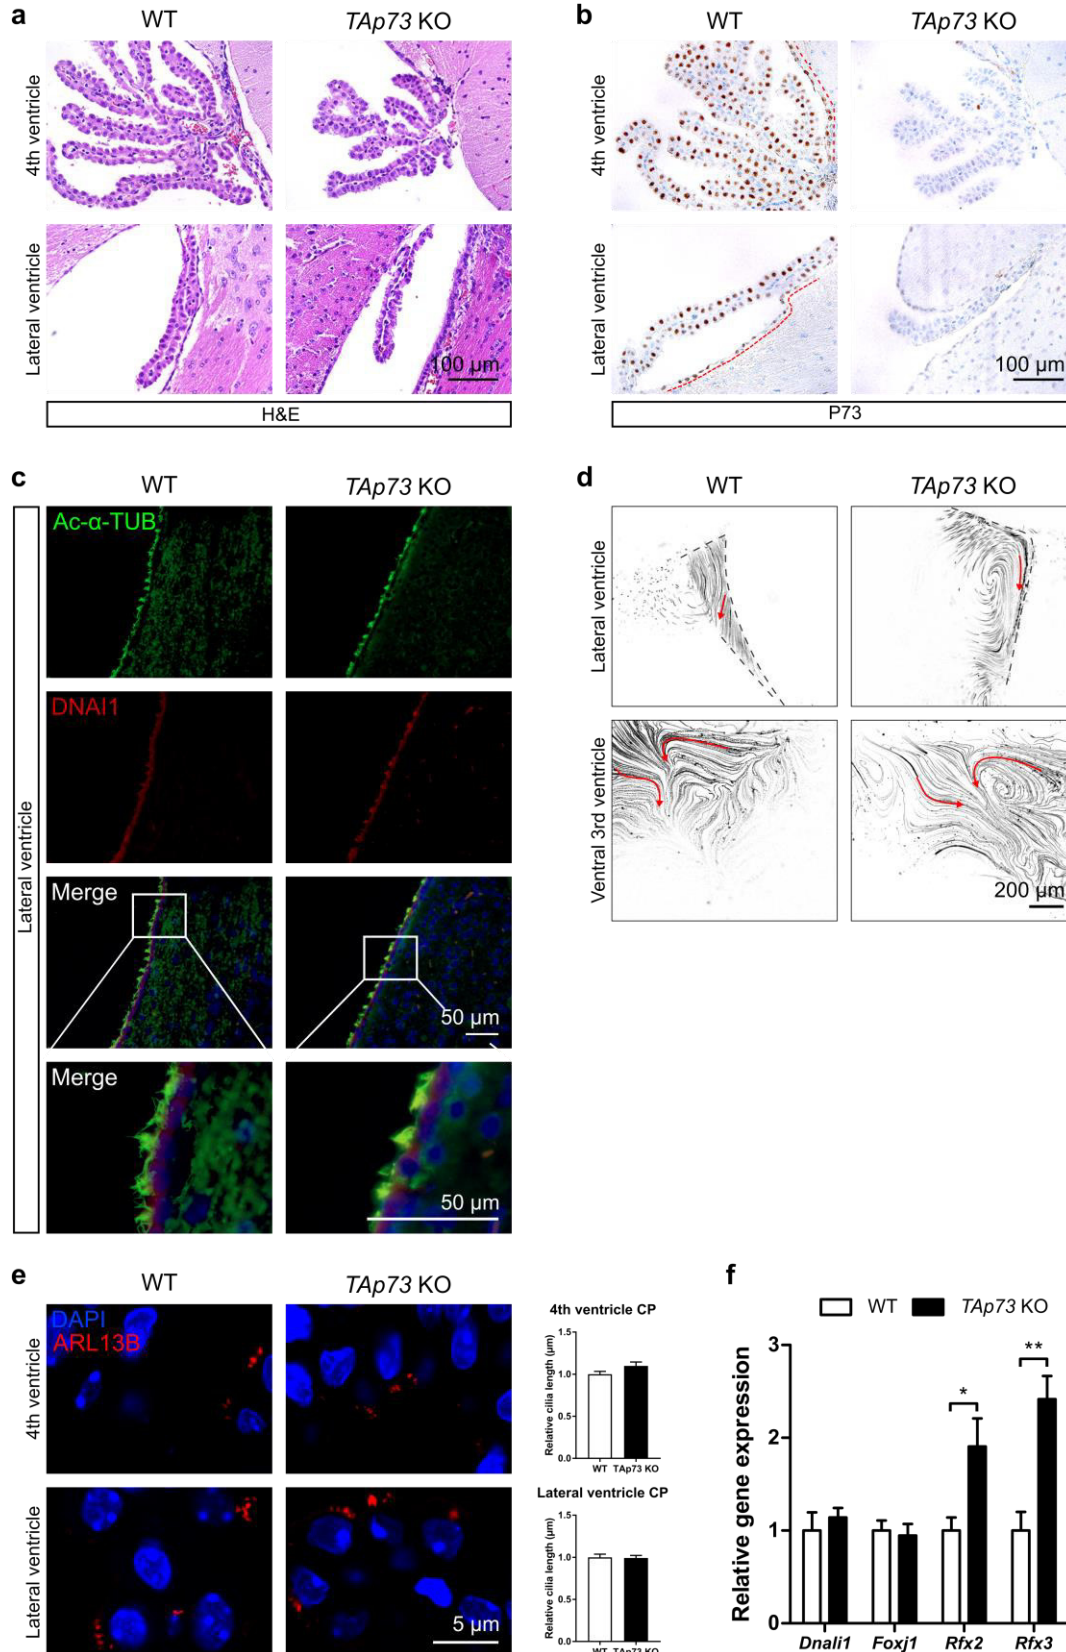 a
WT
TAp73 KO
4th ventricle
Lateral ventricle
100 μm
H&E
b
WT
TAp73 KO
4th ventricle
Lateral ventricle
100 μm
P73
c
WT
TAp73 KO
Lateral ventricle
Ac-α-TUB
DNAI1
Merge
50 μm
Merge
50 μm
d
WT
TAp73 KO
Lateral ventricle
Ventral 3rd ventricle
200 μm
e
WT
TAp73 KO
4th ventricle
DAPI
ARL13B
Lateral ventricle
5 μm
4th ventricle CP
Relative cilia length (μm)
1.5
1.0
0.5
0.0
WT TAp73 KO
Lateral ventricle CP
Relative cilia length (μm)
1.5
1.0
0.5
0.0
WT TAp73 KO
f
WT TAp73 KO
Relative gene expression
3
2
1
0
*
**
Dnali1 Foxj1 Rfx2 Rfx3